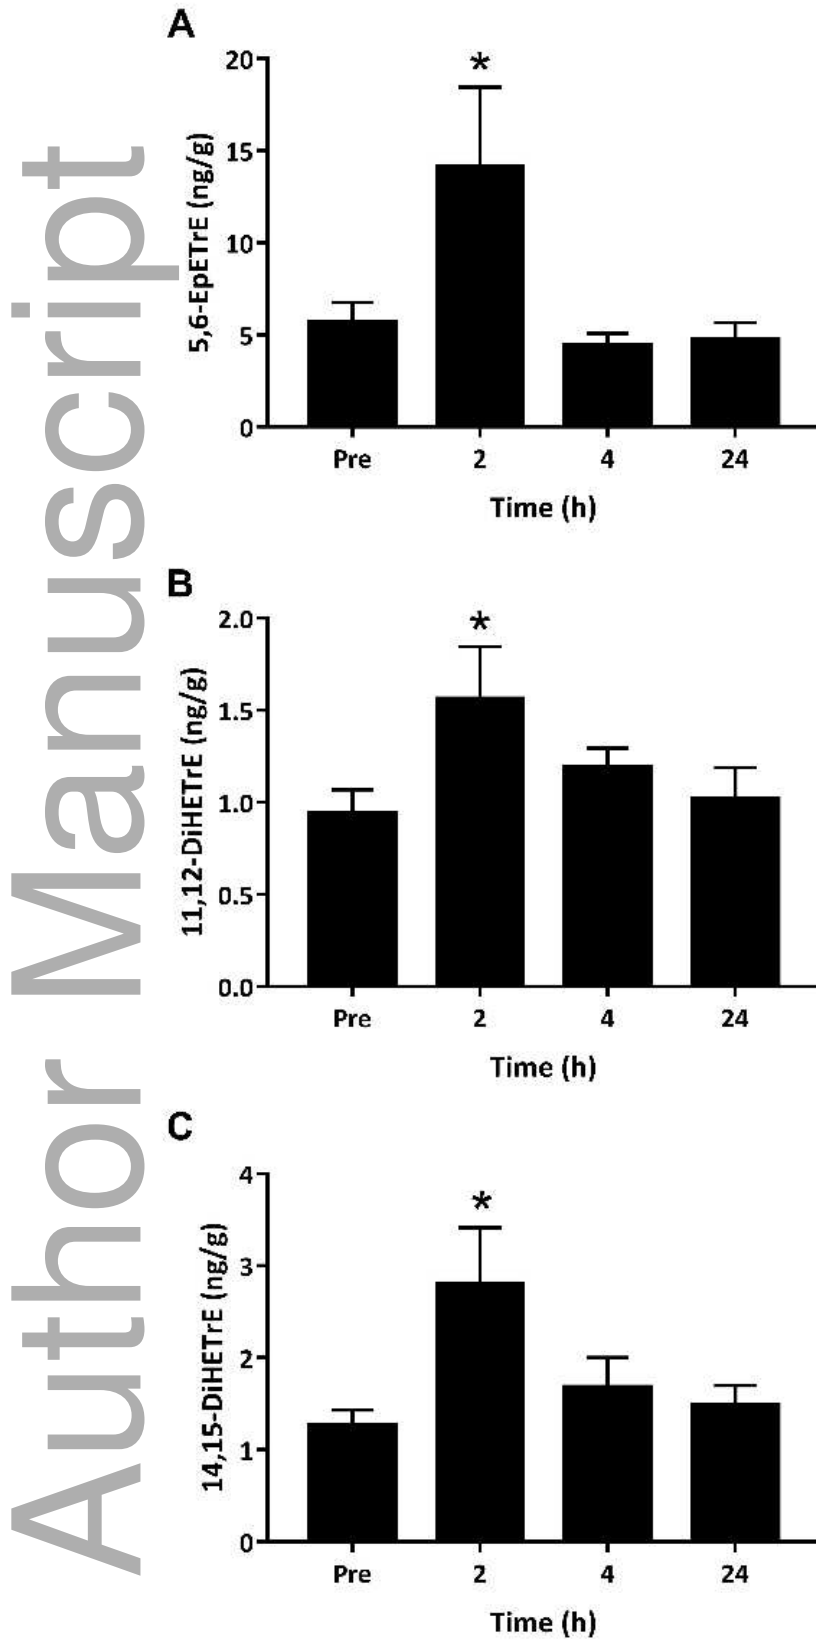 Author Manuscript
A
5,6-EpETrE (ng/g)
20
15
10
5
0
*
Pre 2 4 24
Time (h)
B
11,12-DiHETrE (ng/g)
2.0
1.5
1.0
0.5
0.0
*
Pre 2 4 24
Time (h)
C
14,15-DiHETrE (ng/g)
4
3
2
1
0
*
Pre 2 4 24
Time (h)